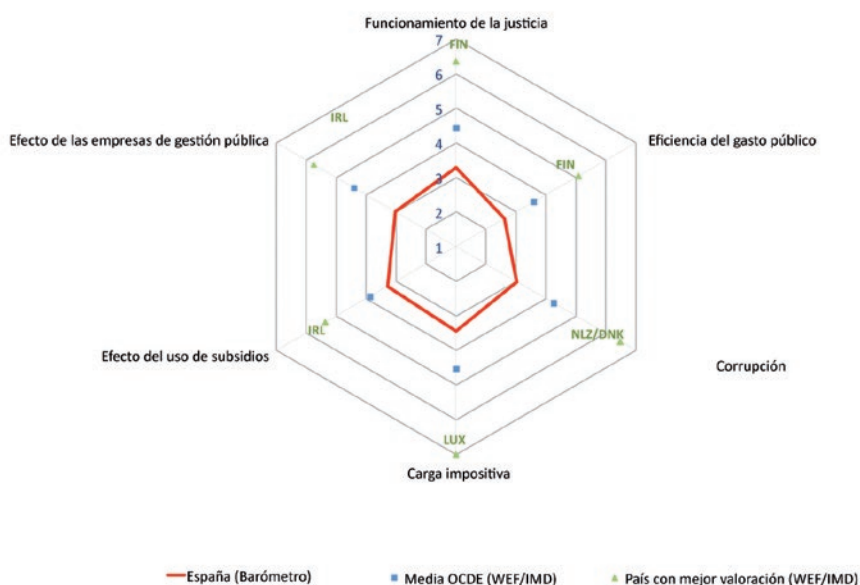 Funcionamiento de la justicia
7
FIN
6
IRL
5
Efecto de las empresas de gestión pública
Eficiencia del gasto público
4
FIN
3
2
1
IRL
NLZ/DNK
Efecto del uso de subsidios
Corrupción
LUX
Carga impositiva
España (Barómetro)
Media OCDE (WEF/IMD)
País con mejor valoración (WEF/IMD)